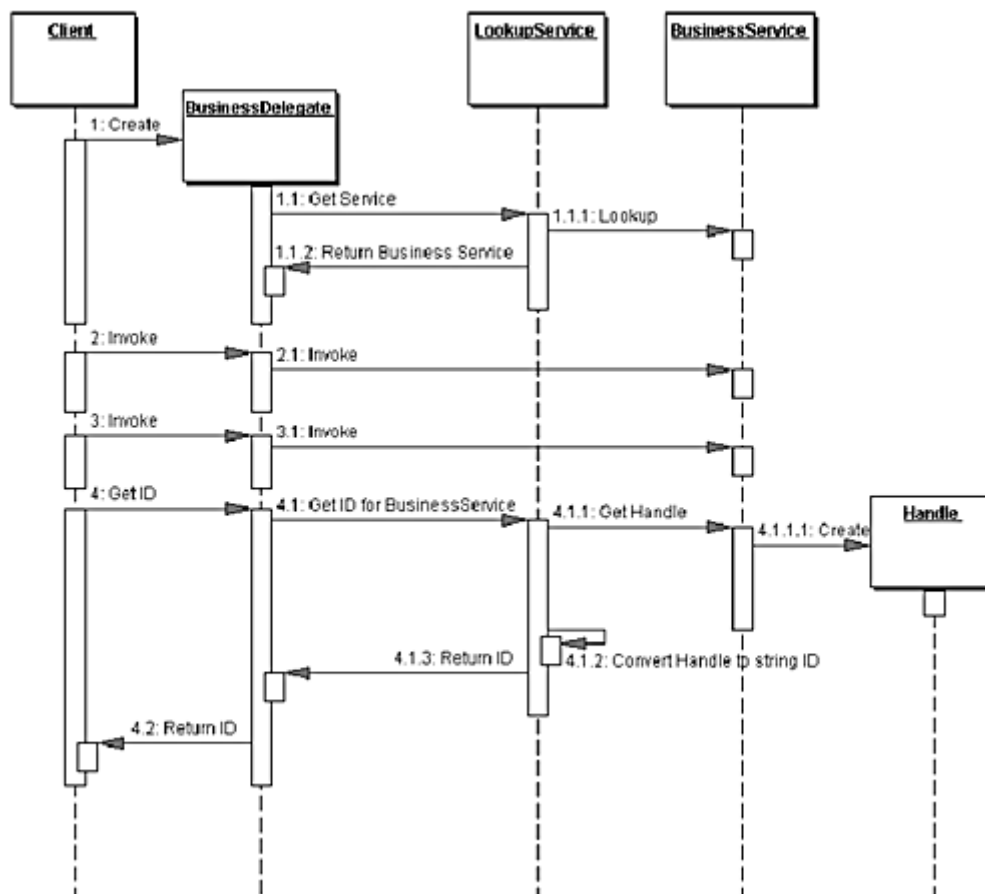 Client
LookupService
BusinessService
BusinessDelegate
1: Create
1.1: Get Service
1.1.1: Lookup
1.1.2: Return Business Service
2: Invoke
2.1: Invoke
3: Invoke
3.1: Invoke
4: Get ID
4.1: Get ID for BusinessService
4.1.1: Get Handle
Handle
4.1.1.1: Create
4.1.3: Return ID
4.1.2: Convert Handle to string ID
4.2: Return ID